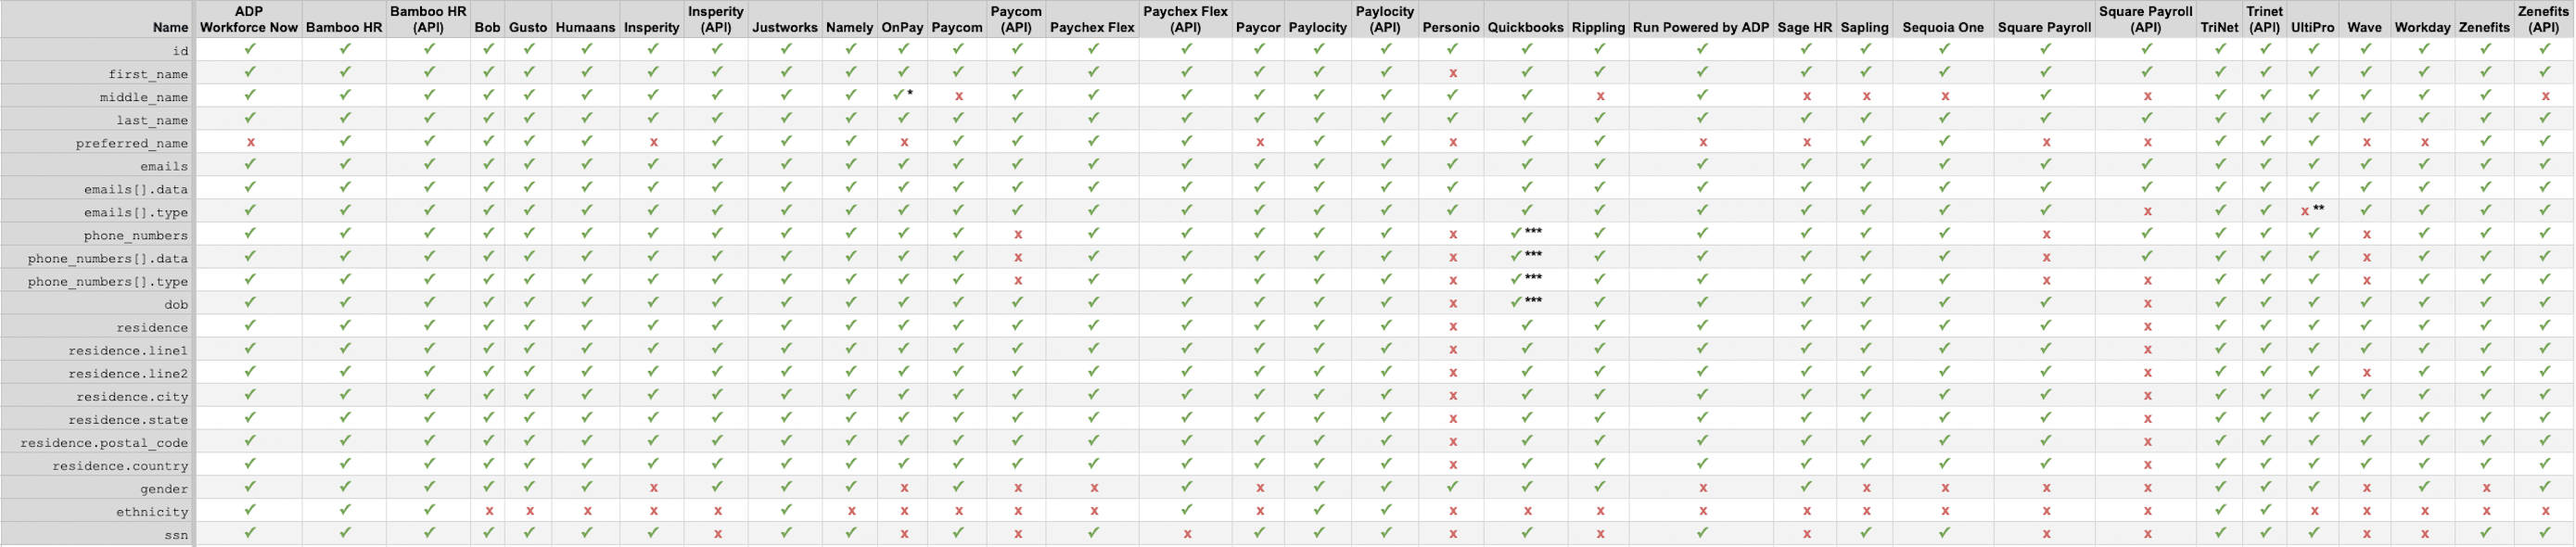 ADP Bamboo HR Insperity Paycom Paychex Flex Paylocity Square Payroll Trinet Zenefits
Name Workforce Now Bamboo HR (API) Bob Gusto Humaans Insperity (API) Justworks Namely OnPay Paycom (API) Paychex Flex (API) Paycor Paylocity (API) Personio Quickbooks Rippling Run Powered by ADP Sage HR Sapling Sequoia One Square Payroll (API) TriNet (API) UltiPro Wave Workday Zenefits (API)
id ✓ ✓ ✓ ✓ ✓ ✓ ✓ ✓ ✓ ✓ ✓ ✓ ✓ ✓ ✓ ✓ ✓ ✓ ✓ ✓ ✓ ✓ ✓ ✓ ✓ ✓ ✓ ✓ ✓ ✓ ✓ ✓ ✓ ✓
first_name ✓ ✓ ✓ ✓ ✓ ✓ ✓ ✓ ✓ ✓ ✓ ✓ ✓ ✓ ✓ ✓ ✓ ✓ x ✓ ✓ ✓ ✓ ✓ ✓ ✓ ✓ ✓ ✓ ✓ ✓ ✓ ✓ ✓
middle_name ✓ ✓ ✓ ✓ ✓ ✓ ✓ ✓ ✓ ✓ ✓* x ✓ ✓ ✓ ✓ ✓ ✓ ✓ ✓ x ✓ x x x ✓ x ✓ ✓ ✓ ✓ ✓ ✓ x
last_name ✓ ✓ ✓ ✓ ✓ ✓ ✓ ✓ ✓ ✓ ✓ ✓ ✓ ✓ ✓ ✓ ✓ ✓ ✓ ✓ ✓ ✓ ✓ ✓ ✓ ✓ ✓ ✓ ✓ ✓ ✓ ✓ ✓ ✓
preferred_name x ✓ ✓ ✓ ✓ ✓ x ✓ ✓ ✓ x ✓ ✓ ✓ ✓ x ✓ ✓ x ✓ ✓ x x ✓ ✓ x x ✓ ✓ ✓ x x ✓ ✓
emails ✓ ✓ ✓ ✓ ✓ ✓ ✓ ✓ ✓ ✓ ✓ ✓ ✓ ✓ ✓ ✓ ✓ ✓ ✓ ✓ ✓ ✓ ✓ ✓ ✓ ✓ ✓ ✓ ✓ ✓ ✓ ✓ ✓ ✓
emails[].data ✓ ✓ ✓ ✓ ✓ ✓ ✓ ✓ ✓ ✓ ✓ ✓ ✓ ✓ ✓ ✓ ✓ ✓ ✓ ✓ ✓ ✓ ✓ ✓ ✓ ✓ ✓ ✓ ✓ ✓ ✓ ✓ ✓ ✓
emails[].type ✓ ✓ ✓ ✓ ✓ ✓ ✓ ✓ ✓ ✓ ✓ ✓ ✓ ✓ ✓ ✓ ✓ ✓ ✓ ✓ ✓ ✓ ✓ ✓ ✓ ✓ x ✓ ✓ x** ✓ ✓ ✓ ✓
phone_numbers ✓ ✓ ✓ ✓ ✓ ✓ ✓ ✓ ✓ ✓ ✓ ✓ x ✓ ✓ ✓ ✓ ✓ x ✓*** ✓ ✓ ✓ ✓ ✓ x ✓ ✓ ✓ ✓ x ✓ ✓ ✓
phone_numbers[].data ✓ ✓ ✓ ✓ ✓ ✓ ✓ ✓ ✓ ✓ ✓ ✓ x ✓ ✓ ✓ ✓ ✓ x ✓*** ✓ ✓ ✓ ✓ ✓ x ✓ ✓ ✓ ✓ x ✓ ✓ ✓
phone_numbers[].type ✓ ✓ ✓ ✓ ✓ ✓ ✓ ✓ ✓ ✓ ✓ ✓ x ✓ ✓ ✓ ✓ ✓ x ✓*** ✓ ✓ ✓ ✓ ✓ x x ✓ ✓ ✓ x ✓ ✓ ✓
dob ✓ ✓ ✓ ✓ ✓ ✓ ✓ ✓ ✓ ✓ ✓ ✓ ✓ ✓ ✓ ✓ ✓ ✓ x ✓*** ✓ ✓ ✓ ✓ ✓ ✓ x ✓ ✓ ✓ ✓ ✓ ✓ ✓
residence ✓ ✓ ✓ ✓ ✓ ✓ ✓ ✓ ✓ ✓ ✓ ✓ ✓ ✓ ✓ ✓ ✓ ✓ x ✓ ✓ ✓ ✓ ✓ ✓ ✓ x ✓ ✓ ✓ ✓ ✓ ✓ ✓
residence.line1 ✓ ✓ ✓ ✓ ✓ ✓ ✓ ✓ ✓ ✓ ✓ ✓ ✓ ✓ ✓ ✓ ✓ ✓ x ✓ ✓ ✓ ✓ ✓ ✓ ✓ x ✓ ✓ ✓ ✓ ✓ ✓ ✓
residence.line2 ✓ ✓ ✓ ✓ ✓ ✓ ✓ ✓ ✓ ✓ ✓ ✓ ✓ ✓ ✓ ✓ ✓ ✓ x ✓ ✓ ✓ ✓ ✓ ✓ ✓ x ✓ ✓ ✓ x ✓ ✓ ✓
residence.city ✓ ✓ ✓ ✓ ✓ ✓ ✓ ✓ ✓ ✓ ✓ ✓ ✓ ✓ ✓ ✓ ✓ ✓ x ✓ ✓ ✓ ✓ ✓ ✓ ✓ x ✓ ✓ ✓ ✓ ✓ ✓ ✓
residence.state ✓ ✓ ✓ ✓ ✓ ✓ ✓ ✓ ✓ ✓ ✓ ✓ ✓ ✓ ✓ ✓ ✓ ✓ x ✓ ✓ ✓ ✓ ✓ ✓ ✓ x ✓ ✓ ✓ ✓ ✓ ✓ ✓
residence.postal_code ✓ ✓ ✓ ✓ ✓ ✓ ✓ ✓ ✓ ✓ ✓ ✓ ✓ ✓ ✓ ✓ ✓ ✓ x ✓ ✓ ✓ ✓ ✓ ✓ ✓ x ✓ ✓ ✓ ✓ ✓ ✓ ✓
residence.country ✓ ✓ ✓ ✓ ✓ ✓ ✓ ✓ ✓ ✓ ✓ ✓ ✓ ✓ ✓ ✓ ✓ ✓ x ✓ ✓ ✓ ✓ ✓ ✓ ✓ x ✓ ✓ ✓ ✓ ✓ ✓ ✓
gender ✓ ✓ ✓ ✓ ✓ ✓ x ✓ ✓ ✓ x ✓ x x ✓ x ✓ ✓ ✓ ✓ ✓ x ✓ x x x x ✓ ✓ ✓ x ✓ x ✓
ethnicity ✓ ✓ ✓ x x x x x ✓ x x x x x ✓ x ✓ ✓ x x x x x x x x x ✓ ✓ x x x x x
ssn ✓ ✓ ✓ ✓ ✓ ✓ ✓ x ✓ ✓ x ✓ x ✓ x ✓ ✓ ✓ x ✓ x ✓ x ✓ ✓ x x ✓ ✓ ✓ x x ✓ ✓